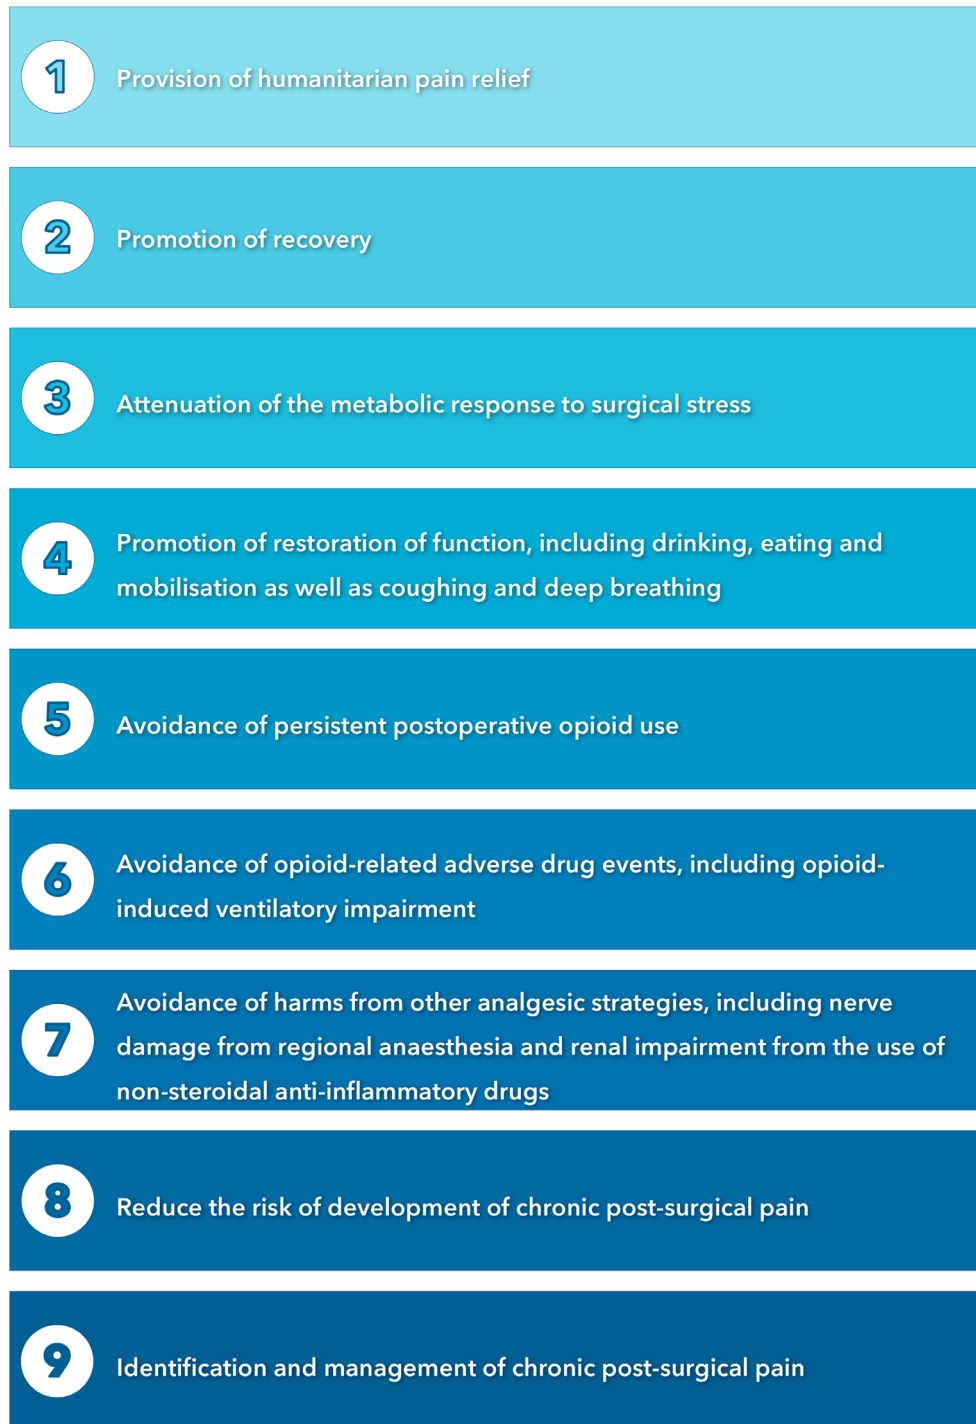 1
Provision of humanitarian pain relief
2
Promotion of recovery
3
Attenuation of the metabolic response to surgical stress
4
Promotion of restoration of function, including drinking, eating and
mobilisation as well as coughing and deep breathing
5
Avoidance of persistent postoperative opioid use
6
Avoidance of opioid-related adverse drug events, including opioid-
induced ventilatory impairment
7
Avoidance of harms from other analgesic strategies, including nerve
damage from regional anaesthesia and renal impairment from the use of
non-steroidal anti-inflammatory drugs
8
Reduce the risk of development of chronic post-surgical pain
9
Identification and management of chronic post-surgical pain